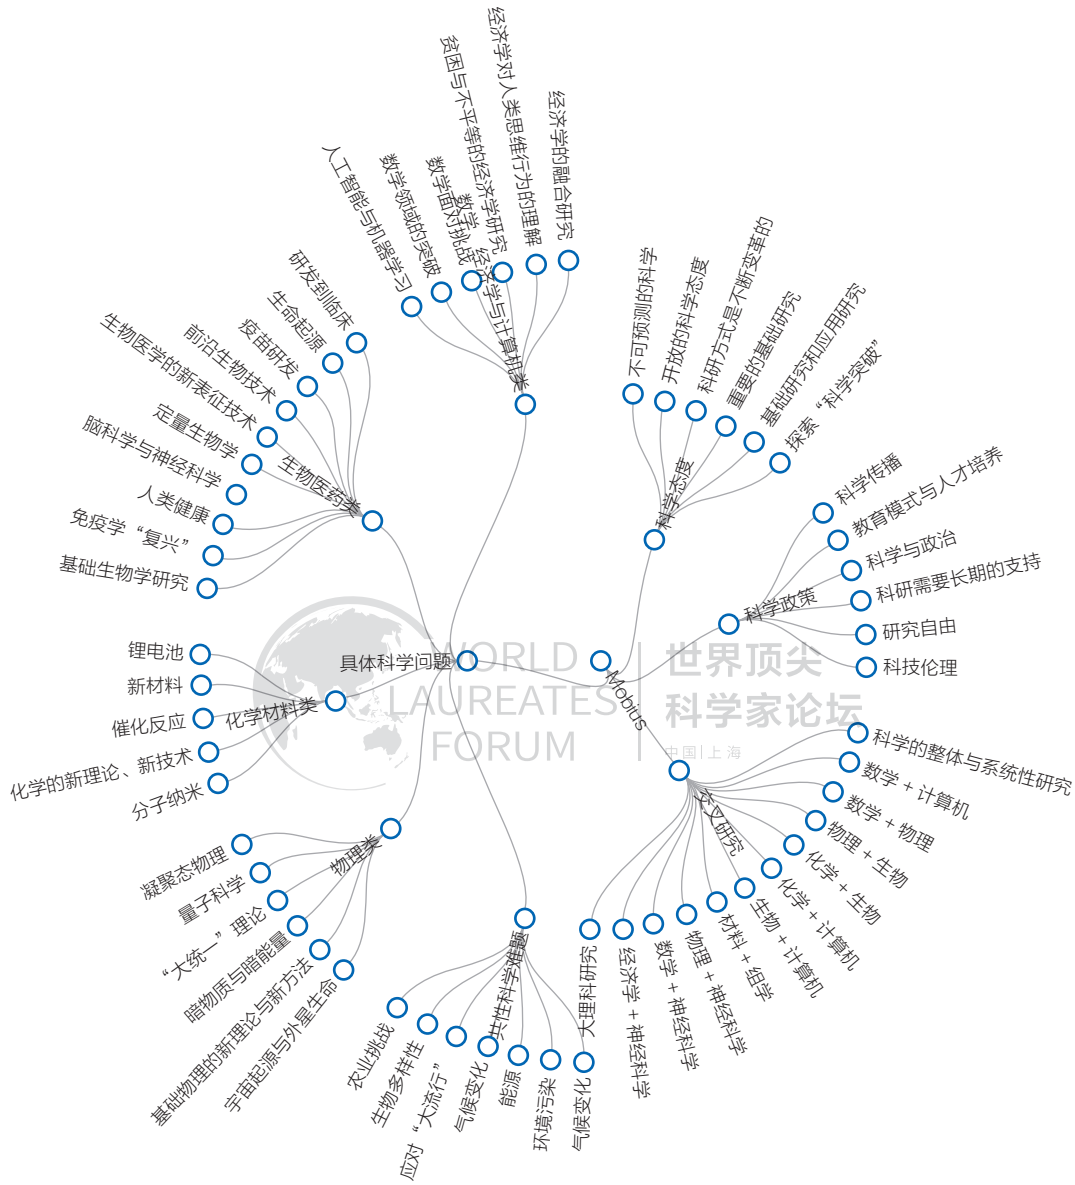 Mobius
科学态度
不可预测的科学
开放的科学态度
科研方式是不断变革的
重要的基础研究
基础研究和应用研究
探索“科学突破”
科学政策
科学传播
教育模式与人才培养
科学与政治
科研需要长期的支持
研究自由
科技伦理
交叉研究
科学的整体与系统性研究
数学 + 计算机
数学 + 物理
物理 + 生物
化学 + 生物
化学 + 计算机
生物 + 计算机
材料 + 组学
物理 + 神经科学
数学 + 神经科学
经济学 + 神经科学
大理科研究
具体科学问题
共性科学难题
气候变化
环境污染
能源
气候变化
应对“大流行”
生物多样性
农业挑战
物理类
宇宙起源与外星生命
基础物理的新理论与新方法
暗物质与暗能量
“大统一”理论
量子科学
凝聚态物理
化学材料类
分子纳米
化学的新理论、新技术
催化反应
新材料
锂电池
生物医药类
基础生物学研究
免疫学“复兴”
人类健康
脑科学与神经科学
定量生物学
生物医学的新表征技术
前沿生物技术
疫苗研发
生命起源
研发到临床
数学、经济学与计算机类
人工智能与机器学习
数学领域的突破
数学面对挑战
贫困与不平等的经济学研究
经济学对人类思维行为的理解
经济学的融合研究
WORLD
LAUREATES
FORUM
世界顶尖
科学家论坛
中国|上海